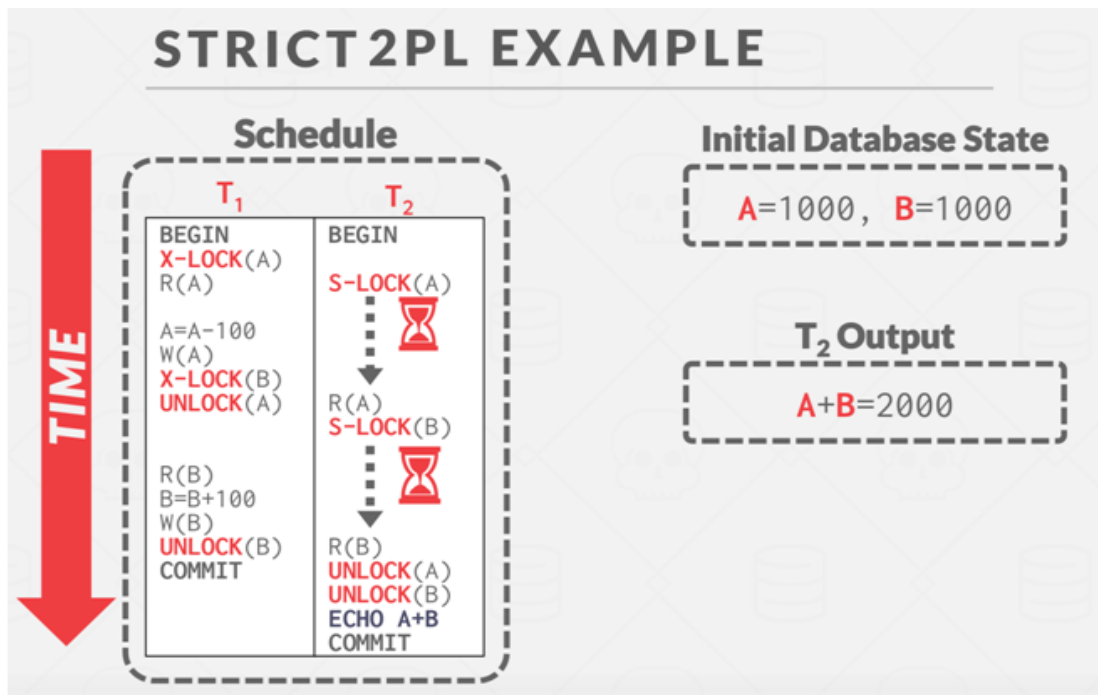 STRICT 2PL EXAMPLE
Schedule
Initial Database State
A=1000, B=1000
T₂ Output
A+B=2000
TIME
T₁
BEGIN
X-LOCK(A)
R(A)
A=A-100
W(A)
X-LOCK(B)
UNLOCK(A)
R(B)
B=B+100
W(B)
UNLOCK(B)
COMMIT
T₂
BEGIN
S-LOCK(A)
R(A)
S-LOCK(B)
R(B)
UNLOCK(A)
UNLOCK(B)
ECHO A+B
COMMIT